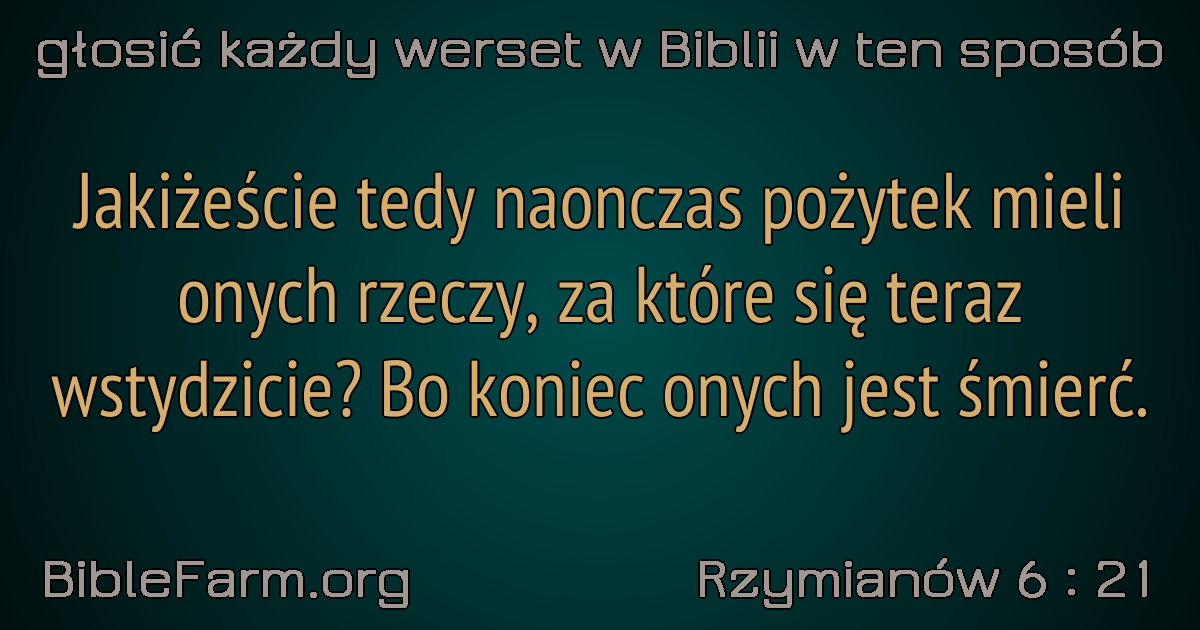 głosić każdy werset w Biblii w ten sposób
Jakiżeście tedy naonczas pożytek mieli
onych rzeczy, za które się teraz
wstydzicie? Bo koniec onych jest śmierć.
BibleFarm.org
Rzymianów 6 : 21